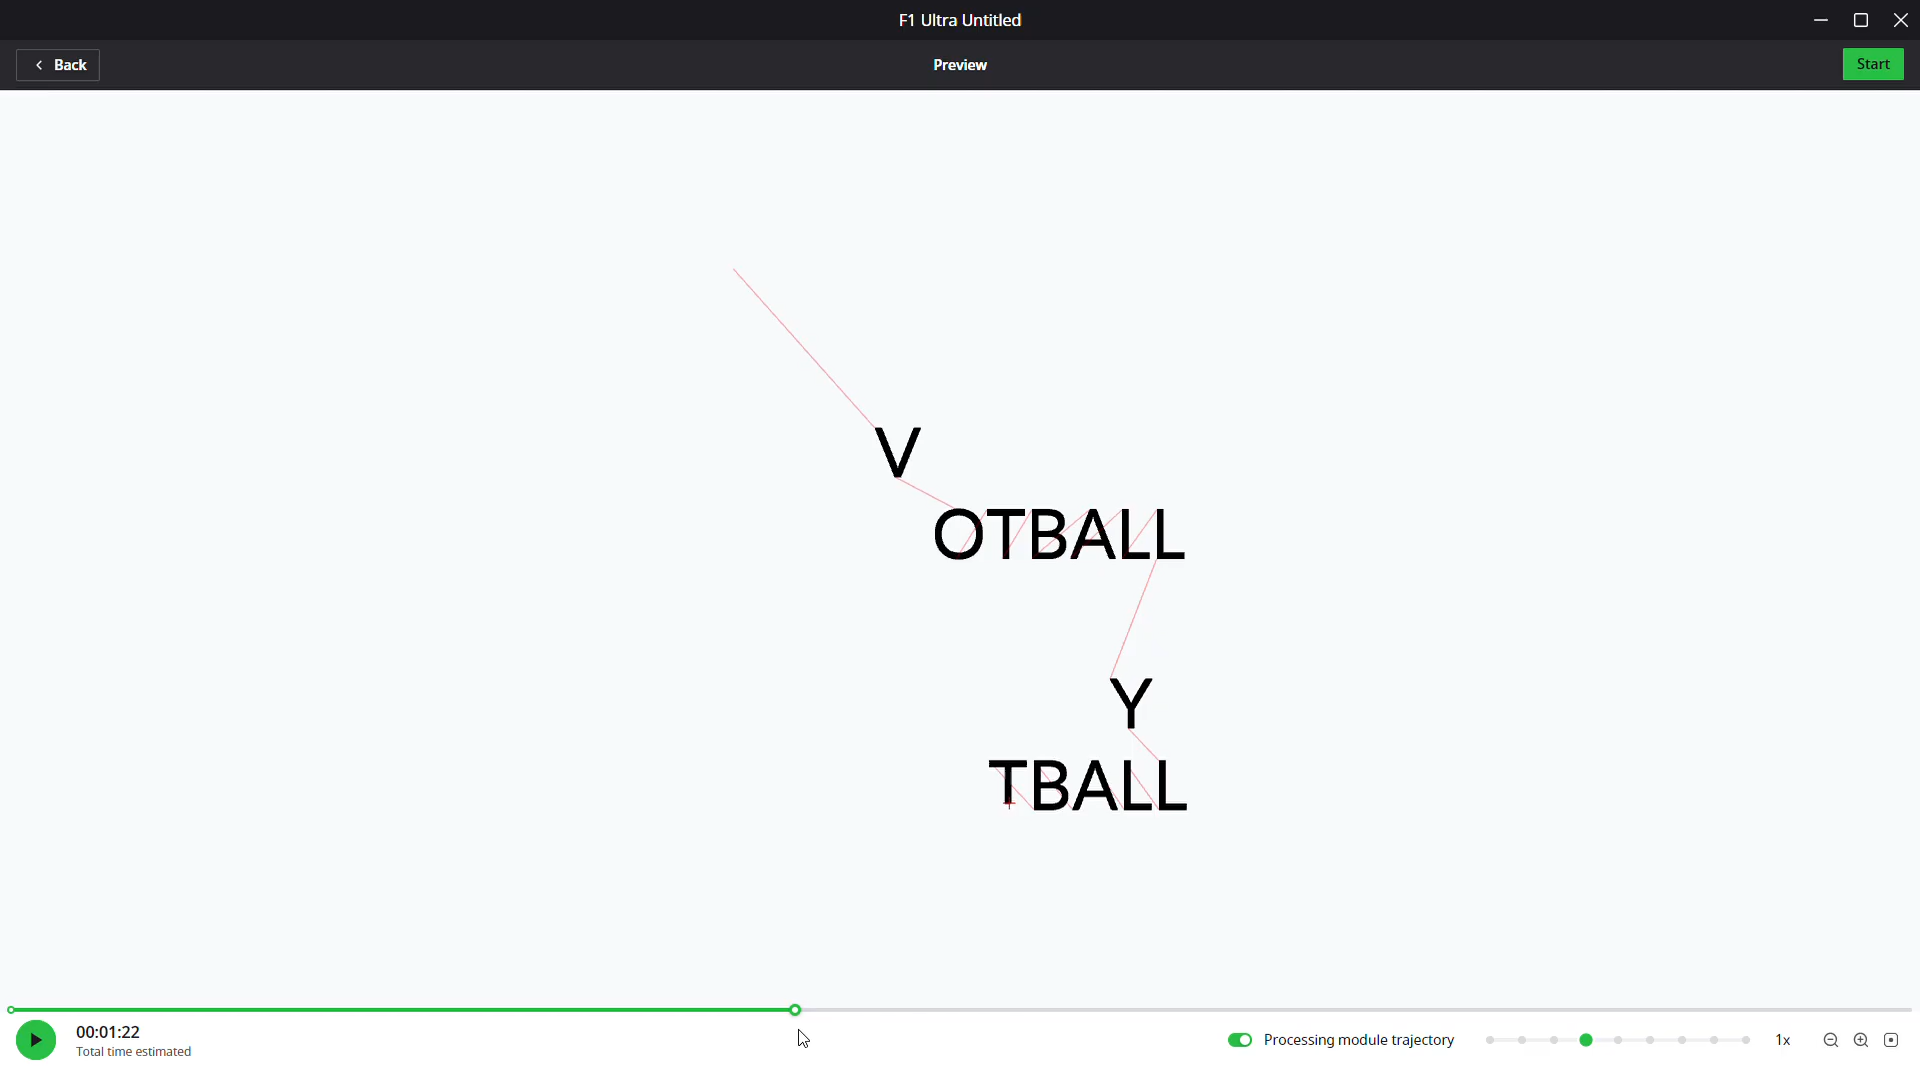 F1 Ultra Untitled
Back
Preview
Start
V
OTBALL
Y
TBALL
00:01:22
Total time estimated
Processing module trajectory
1x